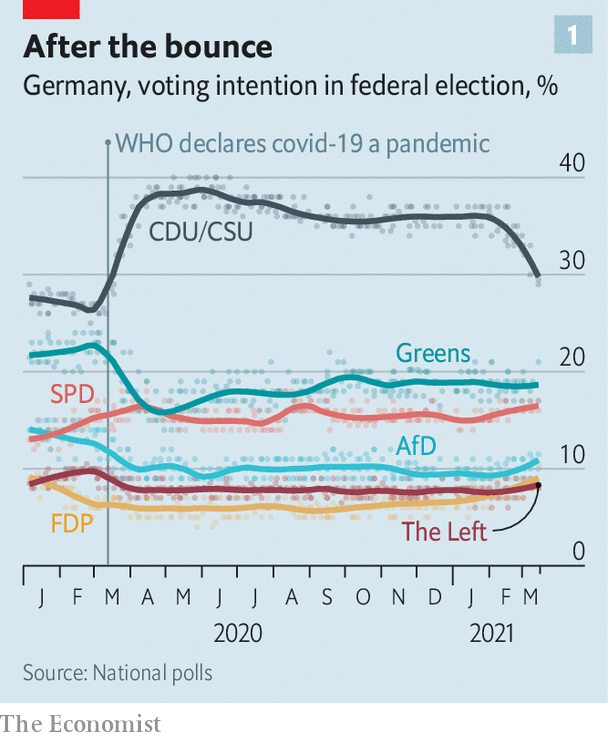 1
After the bounce
Germany, voting intention in federal election, %
WHO declares covid-19 a pandemic
40
CDU/CSU
30
Greens
20
SPD
AfD
10
FDP
The Left
0
J F M A M J J A S O N D J F M
2020 2021
Source: National polls
The Economist